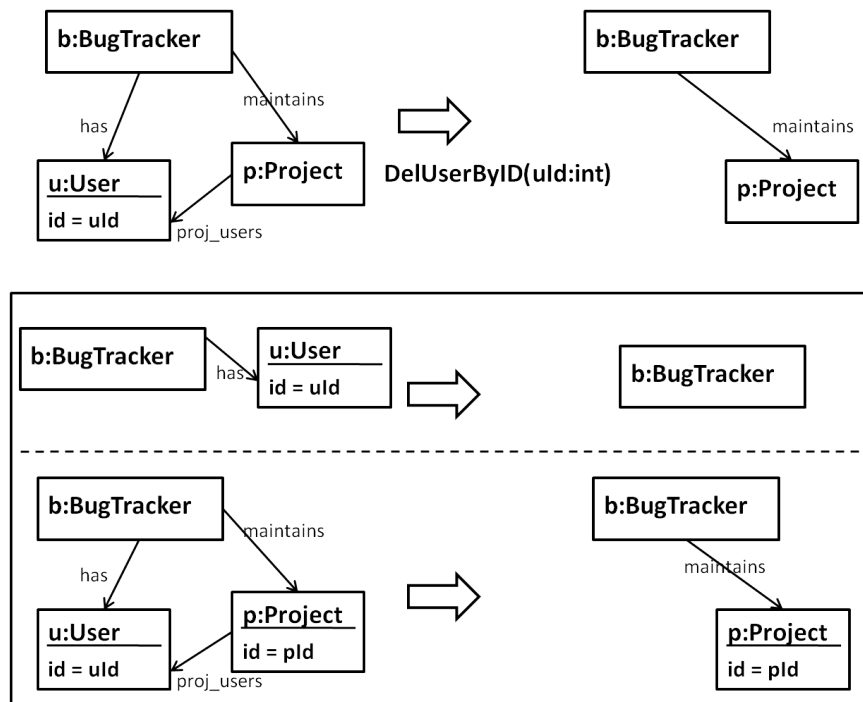 b:BugTracker
b:BugTracker
maintains
has
maintains
u:User
id = uId
p:Project
DelUserByID(uId:int)
p:Project
proj_users
b:BugTracker
has
u:User
id = uId
b:BugTracker
b:BugTracker
b:BugTracker
maintains
has
maintains
u:User
id = uId
p:Project
id = pId
p:Project
id = pId
proj_users